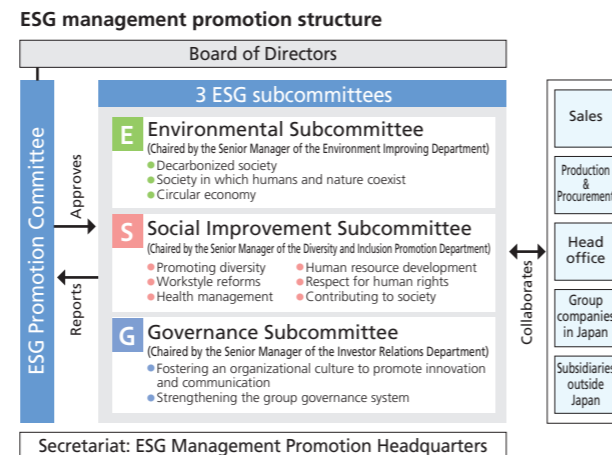 ESG management promotion structure
Board of Directors
ESG Promotion Committee
Approves
Reports
3 ESG subcommittees
E
Environmental Subcommittee
(Chaired by the Senior Manager of the Environment Improving Department)
●Decarbonized society
●Society in which humans and nature coexist
●Circular economy
S
Social Improvement Subcommittee
(Chaired by the Senior Manager of the Diversity and Inclusion Promotion Department)
●Promoting diversity ●Human resource development
●Workstyle reforms ●Respect for human rights
●Health management ●Contributing to society
G
Governance Subcommittee
(Chaired by the Senior Manager of the Investor Relations Department)
●Fostering an organizational culture to promote innovation
and communication
●Strengthening the group governance system
Collaborates
Sales
Production
&
Procurement
Head
office
Group
companies
in Japan
Subsidiaries
outside
Japan
Secretariat: ESG Management Promotion Headquarters